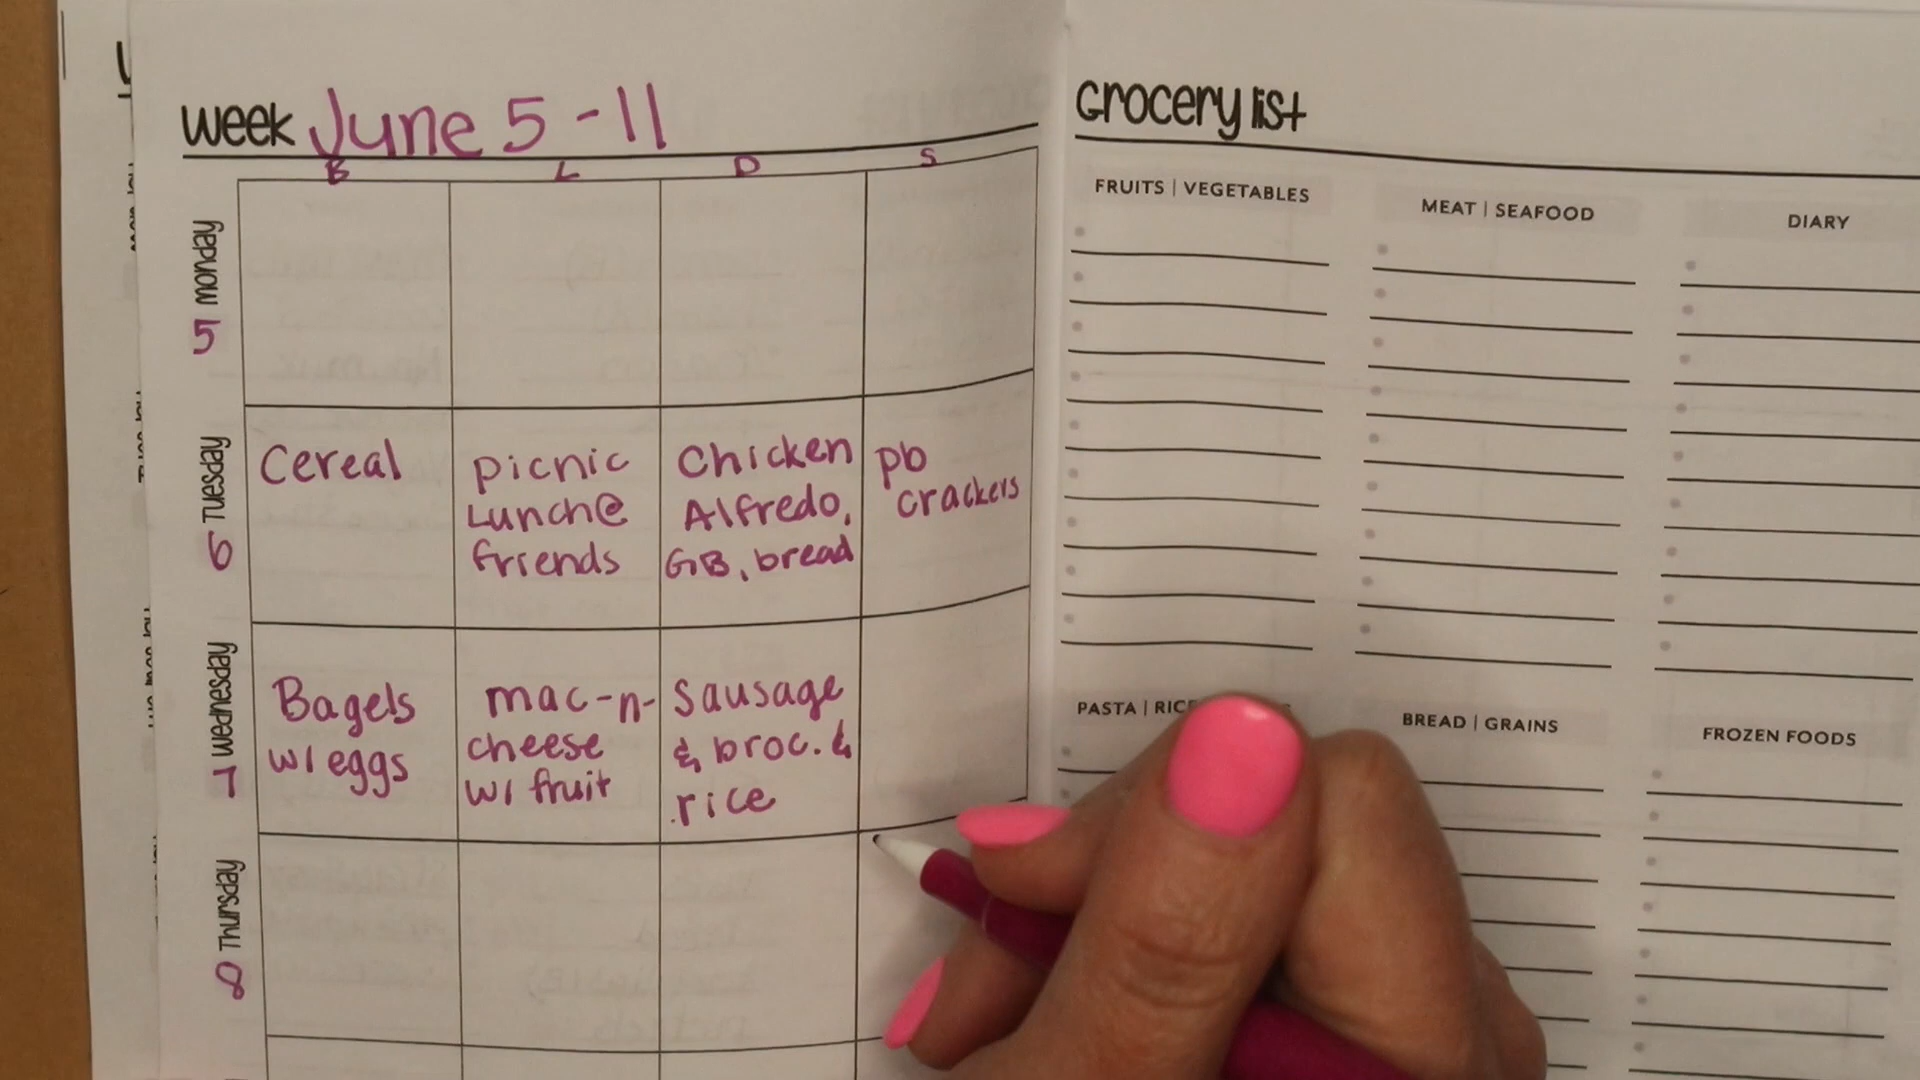 week June 5-11
B L D S
Monday 5
Tuesday 6
Cereal
picnic
Lunch@
friends
Chicken
Alfredo,
GB, bread
pb
crackers
Wednesday 7
Bagels
w/eggs
mac-n-
cheese
w/ fruit
Sausage
& broc. &
rice
Thursday 8
Grocery list
FRUITS | VEGETABLES
MEAT | SEAFOOD
DIARY
PASTA | RICE
BREAD | GRAINS
FROZEN FOODS